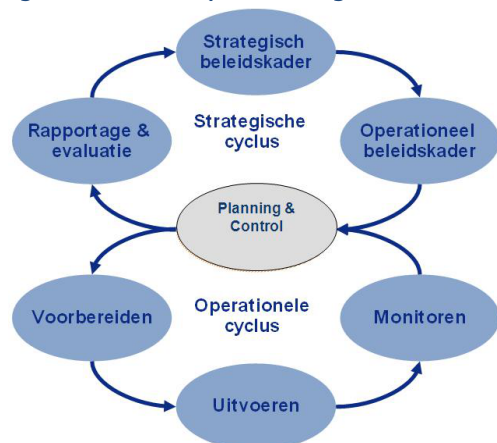 Strategisch
beleidskader
Rapportage &
evaluatie
Strategische
cyclus
Operationeel
beleidskader
Planning &
Control
Voorbereiden
Operationele
cyclus
Monitoren
Uitvoeren